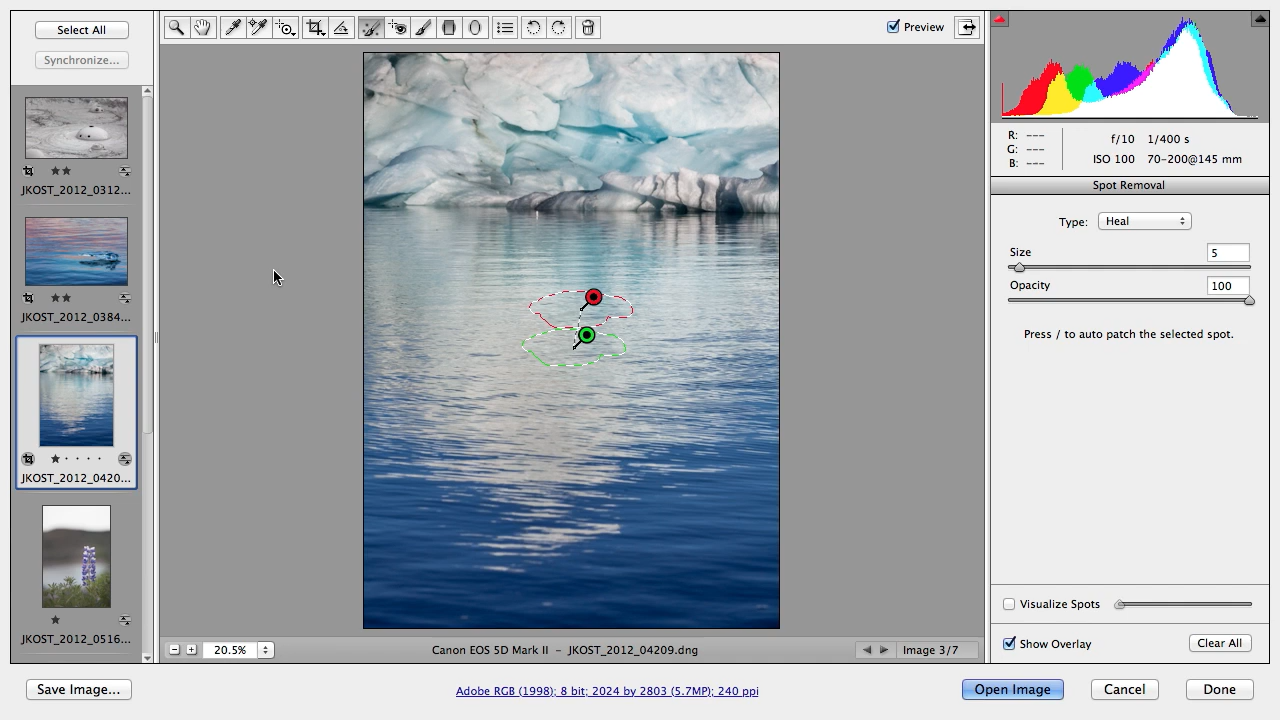 Select All
Synchronize...
JKOST_2012_0312...
JKOST_2012_0384...
JKOST_2012_0420...
JKOST_2012_0516...
Preview
20.5%
Canon EOS 5D Mark II - JKOST_2012_04209.dng
Image 3/7
R: ---
G: ---
B: ---
f/10 1/400 s
ISO 100 70-200@145 mm
Spot Removal
Type: Heal
Size 5
Opacity 100
Press / to auto patch the selected spot.
Visualize Spots
Show Overlay
Clear All
Save Image...
Adobe RGB (1998); 8 bit; 2024 by 2803 (5.7MP); 240 ppi
Open Image
Cancel
Done